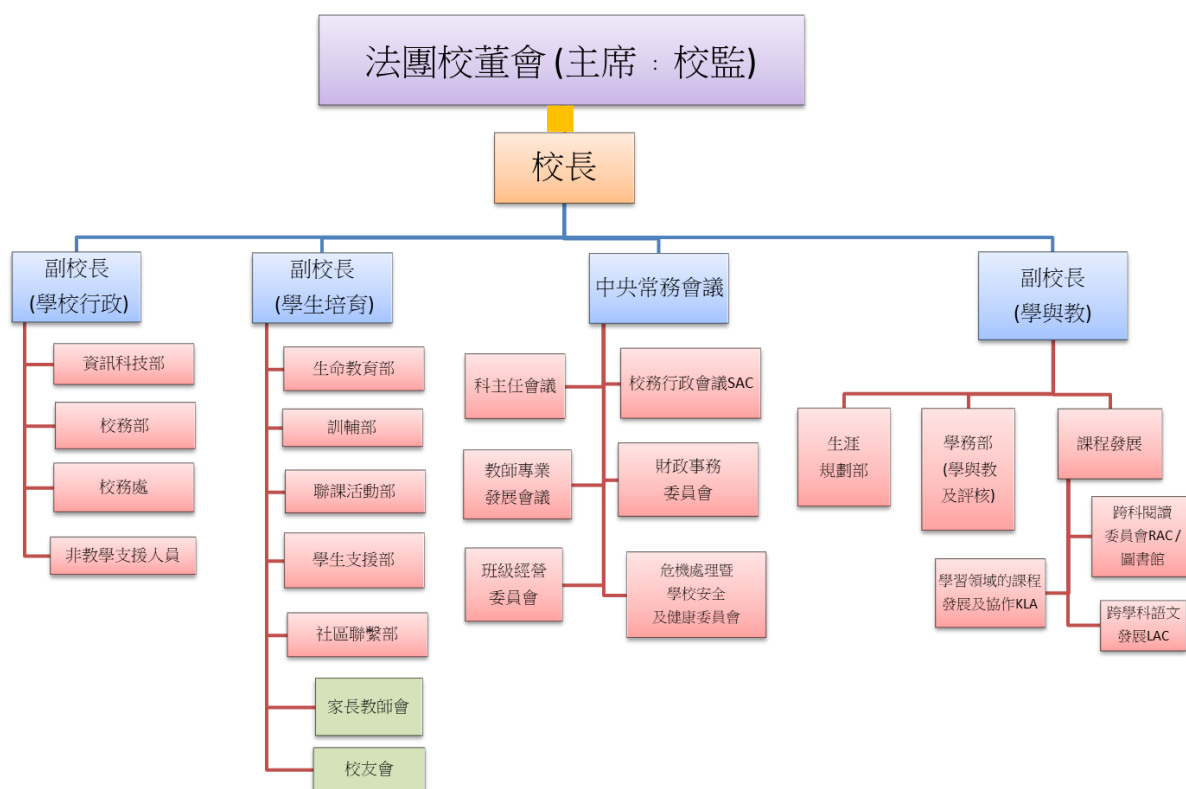 法團校董會 (主席：校監)
校長
副校長
(學校行政)
資訊科技部
校務部
校務處
非教學支援人員
副校長
(學生培育)
生命教育部
訓輔部
聯課活動部
學生支援部
社區聯繫部
家長教師會
校友會
中央常務會議
科主任會議
校務行政會議SAC
教師專業
發展會議
財政事務
委員會
班級經營
委員會
危機處理暨
學校安全
及健康委員會
副校長
(學與教)
生涯
規劃部
學務部
(學與教
及評核)
課程發展
跨科閱讀
委員會RAC /
圖書館
學習領域的課程
發展及協作KLA
跨學科語文
發展LAC